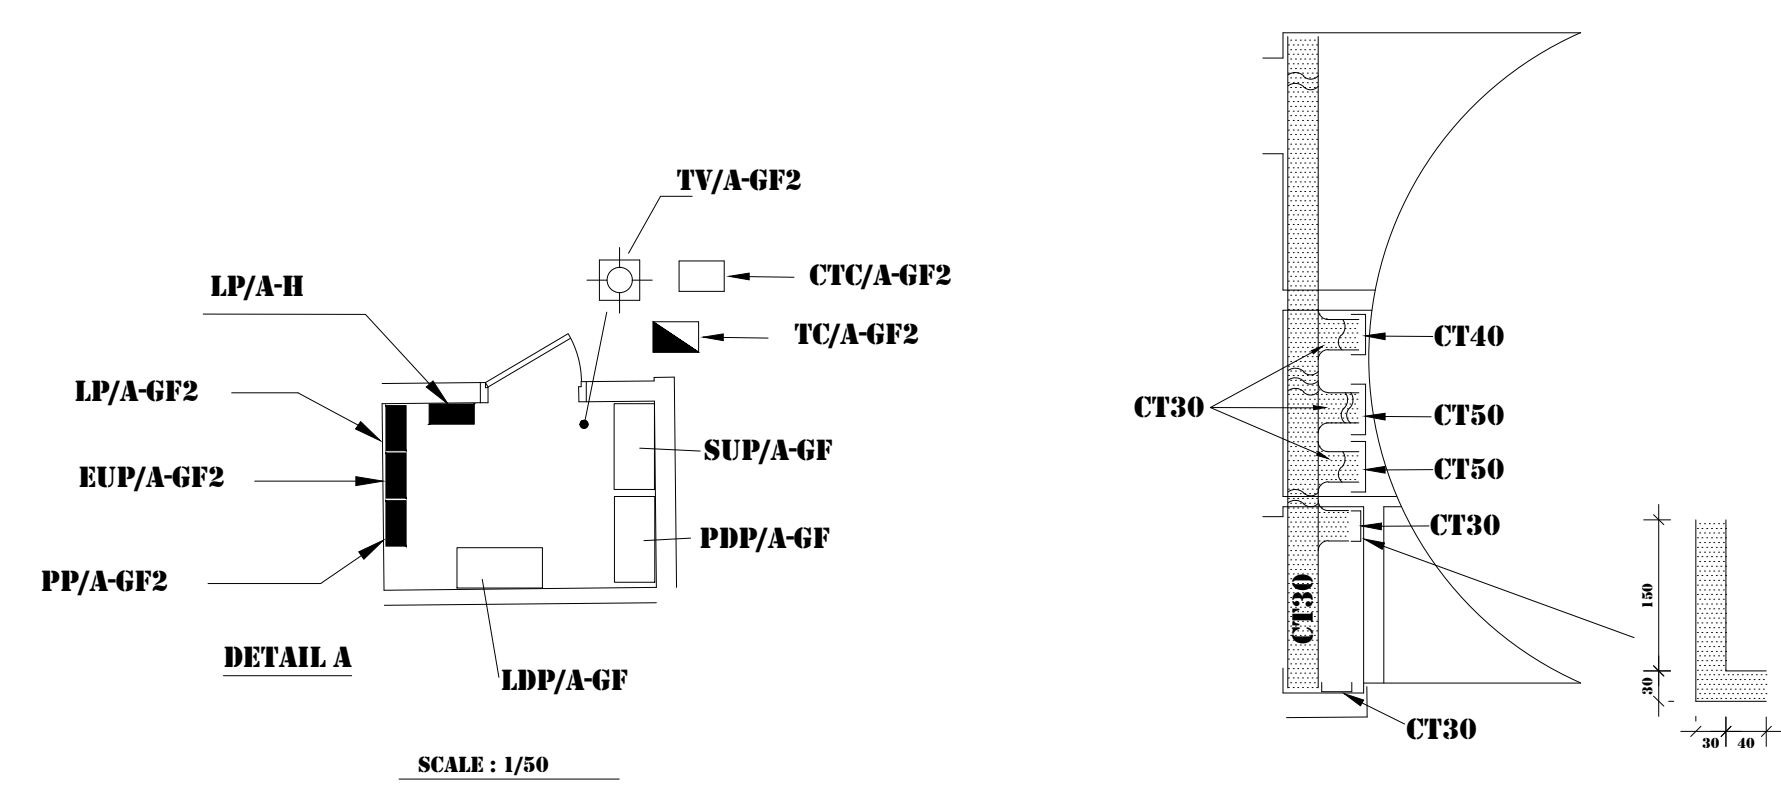 TV/A-GF2
CTC/A-GF2
LP/A-H
TC/A-GF2
LP/A-GF2
EUP/A-GF2
SUP/A-GF
PDP/A-GF
PP/A-GF2
DETAIL A
LDP/A-GF
SCALE : 1/50
CT40
CT30
CT50
CT50
CT30
CT30
CT30
150
30
30
40